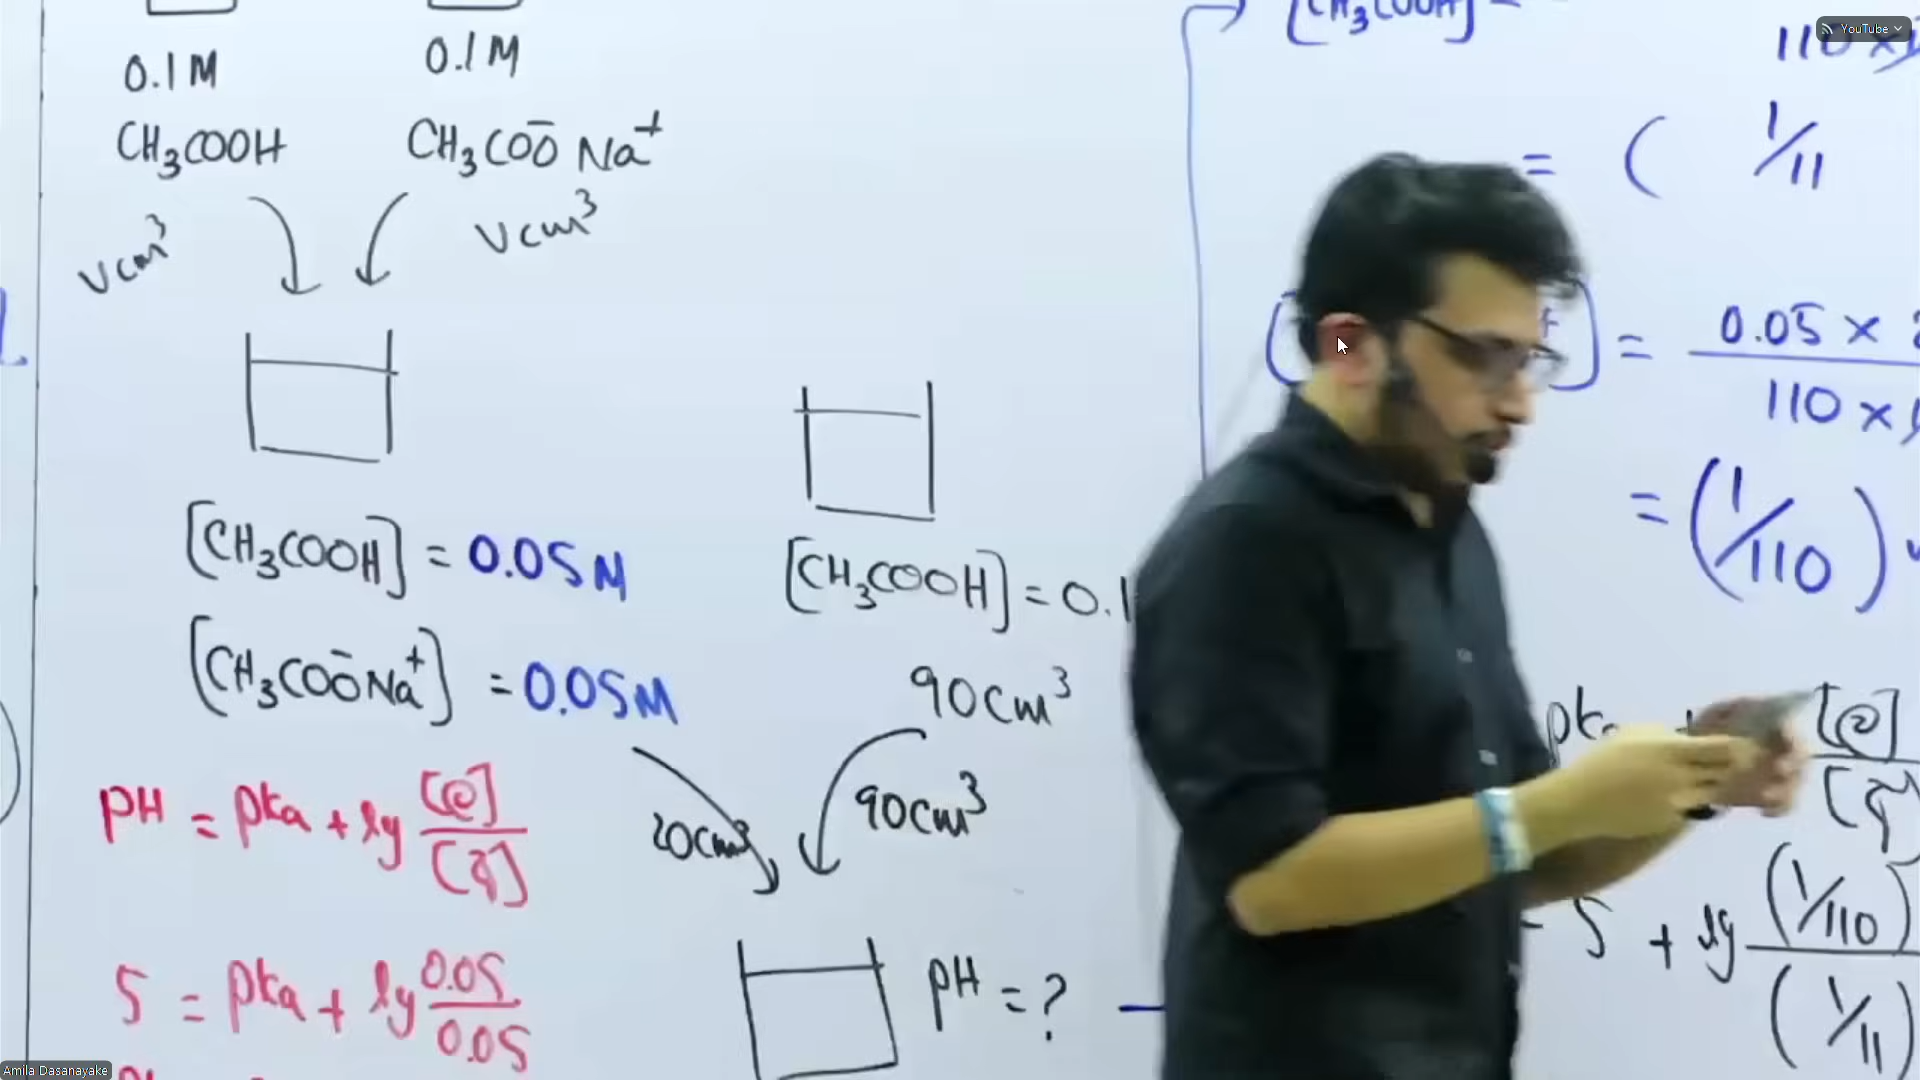 0.1M
0.1M
CH₃COOH
CH₃COO⁻ Na⁺
Vcm³
Vcm³
[CH₃COOH] = 0.05M
[CH₃COO⁻Na⁺] = 0.05M
pH = pka + lg
5 = pka + lg 0.05
0.05
[CH₃COOH] = 0.1
90cm³
20cm³
90cm³
pH = ?
[CH₃COOH] =
110 ×
= ( 1/11
= 0.05 ×
110 ×
= (1/110)
pka
5 + lg (1/110)
(1/11
YouTube
Amila Dasanayake